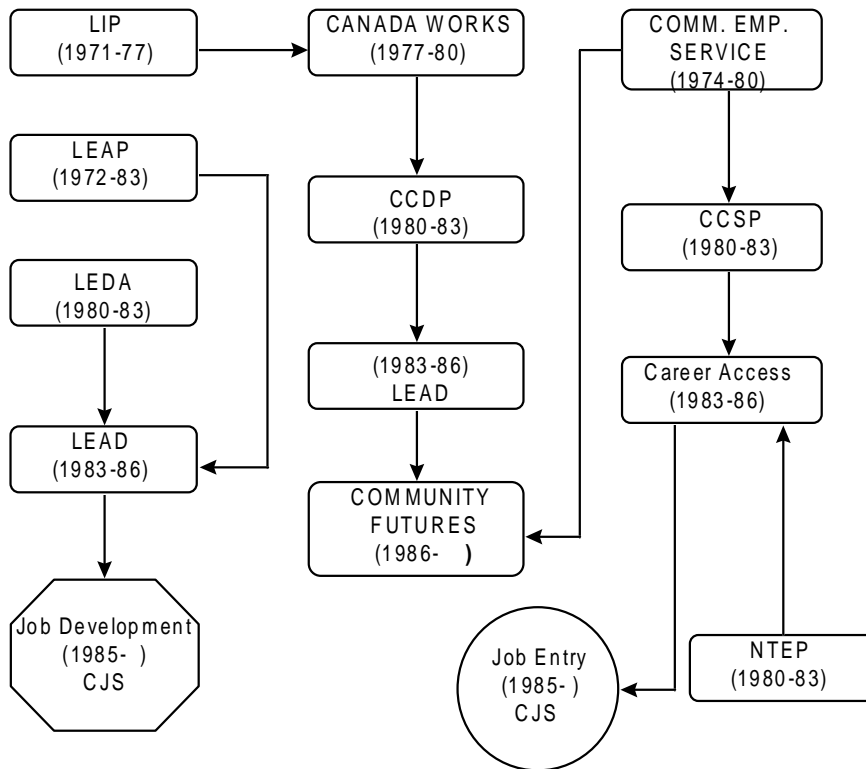 LIP
(1971-77)
CANADA WORKS
(1977-80)
COMM. EMP.
SERVICE
(1974-80)
LEAP
(1972-83)
CCDP
(1980-83)
CCSP
(1980-83)
LEDA
(1980-83)
(1983-86)
LEAD
Career Access
(1983-86)
LEAD
(1983-86)
COMMUNITY
FUTURES
(1986- )
Job Development
(1985- )
CJS
Job Entry
(1985- )
CJS
NTEP
(1980-83)